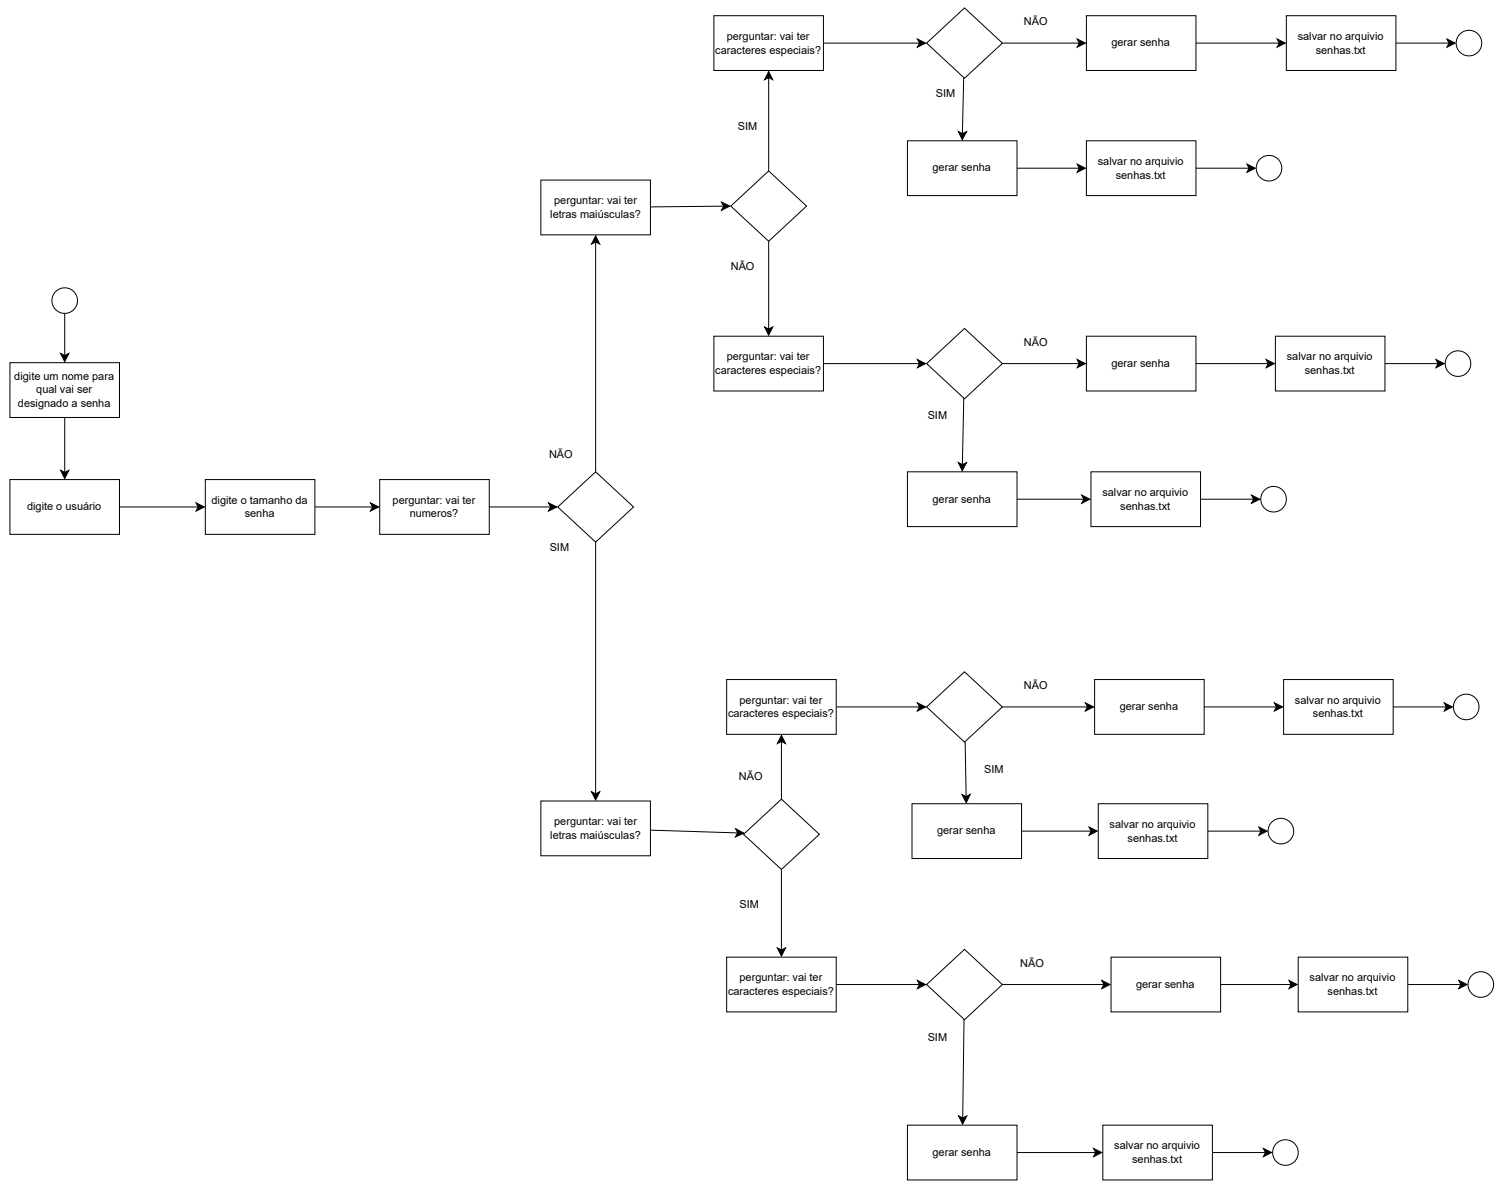 perguntar: vai ter
caracteres especiais?
NÃO
gerar senha
salvar no arquivio
senhas.txt
SIM
SIM
gerar senha
salvar no arquivio
senhas.txt
perguntar: vai ter
letras maiúsculas?
NÃO
perguntar: vai ter
caracteres especiais?
NÃO
gerar senha
salvar no arquivio
senhas.txt
SIM
gerar senha
salvar no arquivio
senhas.txt
digite um nome para
qual vai ser
designado a senha
digite o usuário
digite o tamanho da
senha
perguntar: vai ter
numeros?
NÃO
SIM
perguntar: vai ter
caracteres especiais?
NÃO
gerar senha
salvar no arquivio
senhas.txt
SIM
NÃO
gerar senha
salvar no arquivio
senhas.txt
perguntar: vai ter
letras maiúsculas?
SIM
perguntar: vai ter
caracteres especiais?
NÃO
gerar senha
salvar no arquivio
senhas.txt
SIM
gerar senha
salvar no arquivio
senhas.txt